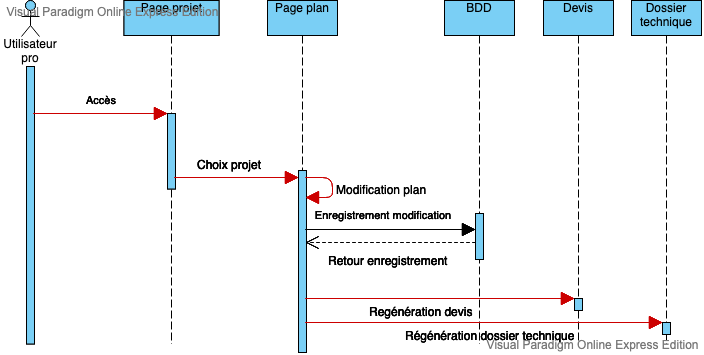 Visual Paradigm Online Express Edition
Page projet
Page plan
BDD
Devis
Dossier
technique
Utilisateur
pro
Accès
Choix projet
Modification plan
Enregistrement modification
Retour enregistrement
Regénération devis
Régénération dossier technique
Visual Paradigm Online Express Edition